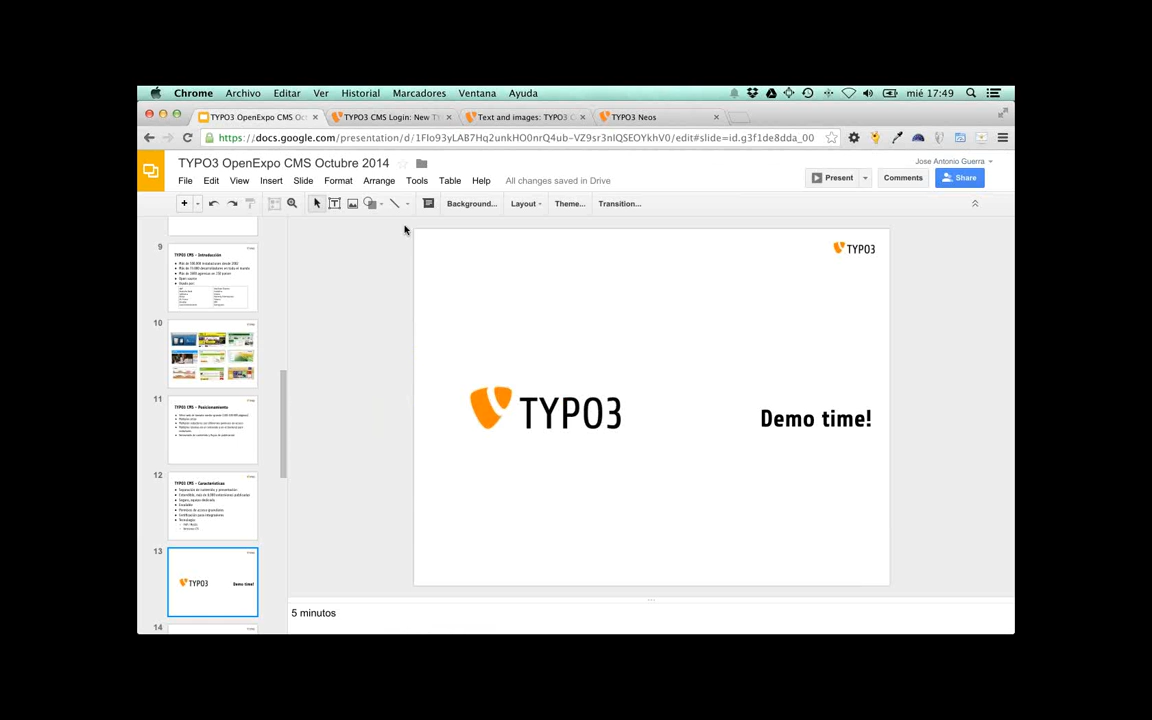 Chrome Archivo Editar Ver Historial Marcadores Ventana Ayuda mié 17:49
TYPO3 OpenExpo CMS Oc
TYPO3 CMS Login: New T
Text and images: TYPO3 C
TYPO3 Neos
https://docs.google.com/presentation/d/1Flo93yLAB7Hq2unkHO0nrQ4ub-VZ9sr3nIQSEOYkhV0/edit#slide=id.g3f1de8dda_00
TYPO3 OpenExpo CMS Octubre 2014
Jose Antonio Guerra
File Edit View Insert Slide Format Arrange Tools Table Help All changes saved in Drive
Present Comments Share
Background... Layout Theme... Transition...
9
TYPO3 CMS - Introducción
10
11
TYPO3 CMS - Posicionamiento
12
TYPO3 CMS - Características
13
TYPO3 Demo time!
14
TYPO3
TYPO3
Demo time!
5 minutos